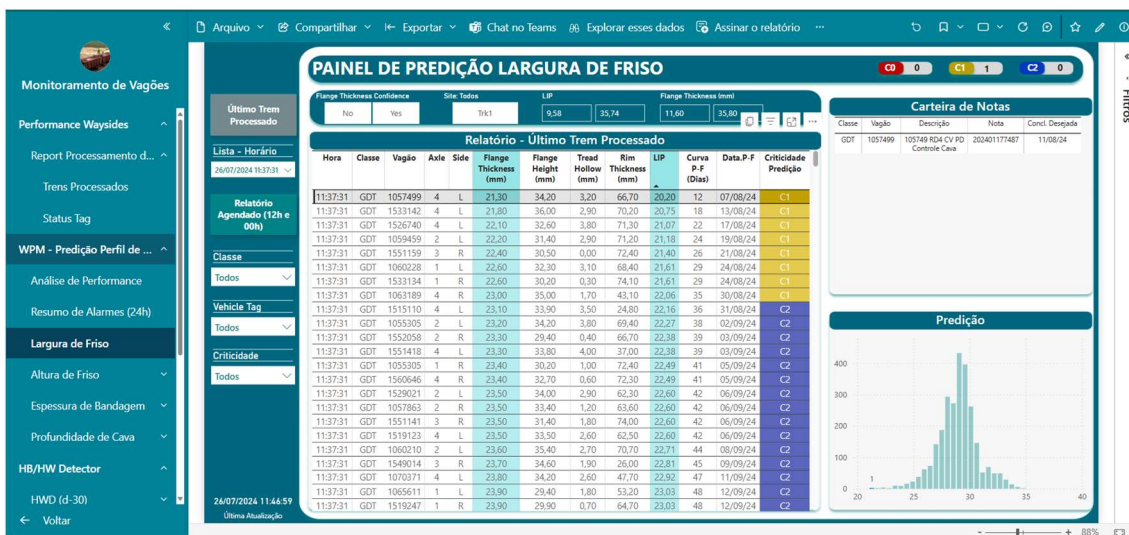 Arquivo Compartilhar Exportar Chat no Teams Explorar esses dados Assinar o relatório ...
Monitoramento de Vagões
Performance Waysides
Report Processamento d...
Trens Processados
Status Tag
WPM - Predição Perfil de ...
Análise de Performance
Resumo de Alarmes (24h)
Largura de Friso
Altura de Friso
Espessura de Bandagem
Profundidade de Cava
HB/HW Detector
HWD (d-30)
Voltar
Último Trem
Processado
Lista - Horário
26/07/2024 11:37:31
Relatório
Agendado (12h e
00h)
Classe
Todos
Vehicle Tag
Todos
Criticidade
Todos
26/07/2024 11:46:59
Última Atualização
PAINEL DE PREDIÇÃO LARGURA DE FRISO
C0 0 C1 1 C2 0
Flange Thickness Confidence Site: Todos LIP Flange Thickness (mm)
No Yes Trk1 9,58 35,74 11,60 35,80
Relatório - Último Trem Processado
Hora Classe Vagão Axle Side Flange Thickness (mm) Flange Height (mm) Tread Hollow (mm) Rim Thickness (mm) LIP Curva P-F (Dias) Data.P-F Criticidade Predição
11:37:31 GDT 1057499 4 L 21,30 34,20 3,20 66,70 20,20 12 07/08/24 C1
11:37:31 GDT 1533142 4 L 21,80 36,00 2,90 70,20 20,75 18 13/08/24 C1
11:37:31 GDT 1526740 4 L 22,10 32,60 3,80 71,30 21,07 22 17/08/24 C1
11:37:31 GDT 1059459 2 L 22,20 31,40 2,90 71,20 21,18 24 19/08/24 C1
11:37:31 GDT 1551159 3 R 22,40 30,50 0,00 72,40 21,40 26 21/08/24 C1
11:37:31 GDT 1060228 1 L 22,60 32,30 3,10 68,40 21,61 29 24/08/24 C1
11:37:31 GDT 1533134 1 R 22,60 30,20 0,30 74,10 21,61 29 24/08/24 C1
11:37:31 GDT 1063189 4 R 23,00 35,00 1,70 43,10 22,06 35 30/08/24 C1
11:37:31 GDT 1515110 4 L 23,10 33,90 3,50 24,80 22,16 36 31/08/24 C2
11:37:31 GDT 1055305 2 L 23,20 34,20 3,80 69,40 22,27 38 02/09/24 C2
11:37:31 GDT 1552058 2 R 23,30 29,40 0,40 66,70 22,38 39 03/09/24 C2
11:37:31 GDT 1551418 4 L 23,30 33,80 4,00 37,00 22,38 39 03/09/24 C2
11:37:31 GDT 1055305 1 R 23,40 30,20 1,00 72,40 22,49 41 05/09/24 C2
11:37:31 GDT 1560646 4 R 23,40 32,70 0,60 72,30 22,49 41 05/09/24 C2
11:37:31 GDT 1529021 2 L 23,50 34,00 2,90 62,30 22,60 42 06/09/24 C2
11:37:31 GDT 1057863 2 R 23,50 33,40 1,20 63,60 22,60 42 06/09/24 C2
11:37:31 GDT 1551141 3 R 23,50 31,40 1,80 74,00 22,60 42 06/09/24 C2
11:37:31 GDT 1519123 4 L 23,50 33,50 2,60 62,50 22,60 42 06/09/24 C2
11:37:31 GDT 1060210 2 L 23,60 35,40 2,70 70,70 22,71 44 08/09/24 C2
11:37:31 GDT 1549014 3 R 23,70 34,60 1,90 26,00 22,81 45 09/09/24 C2
11:37:31 GDT 1070371 4 L 23,80 34,20 2,60 47,70 22,92 47 11/09/24 C2
11:37:31 GDT 1065611 1 L 23,90 29,40 1,80 53,20 23,03 48 12/09/24 C2
11:37:31 GDT 1519247 1 R 23,90 29,90 0,70 64,70 23,03 48 12/09/24 C2
Carteira de Notas
Classe Vagão Descrição Nota Concl. Desejada
GDT 1057499 105749 RD4 CV PD 202401177487 11/08/24
Controle Cava
Predição
400
300
200
100
0
1
20 25 30 35 40
Filtros
88%